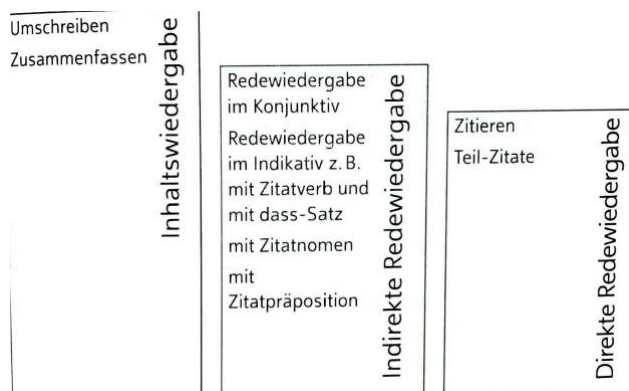 Umschreiben
Zusammenfassen
Inhaltswiedergabe
Redewiedergabe
im Konjunktiv
Redewiedergabe
im Indikativ z. B.
mit Zitatverb und
mit dass-Satz
mit Zitatnomen
mit
Zitatpräposition
Indirekte Redewiedergabe
Zitieren
Teil-Zitate
Direkte Redewiedergabe